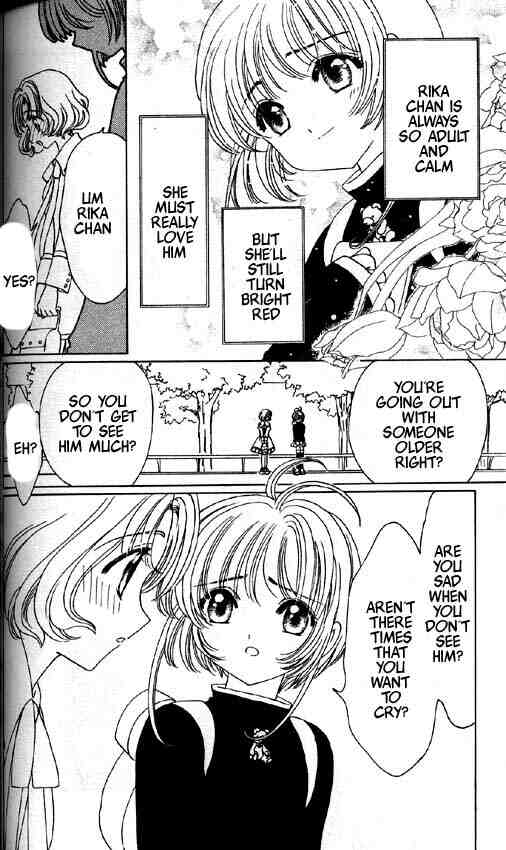 RIKA
CHAN IS
ALWAYS
SO ADULT
AND
CALM
BUT
SHE'LL
STILL
TURN
BRIGHT
RED
SHE
MUST
REALLY
LOVE
HIM
UM
RIKA
CHAN
YES?
YOU'RE
GOING OUT
WITH
SOMEONE
OLDER
RIGHT?
SO YOU
DON'T GET
TO SEE
HIM MUCH?
EH?
ARE
YOU
SAD
WHEN
YOU
DON'T
SEE
HIM?
AREN'T
THERE
TIMES
THAT
YOU
WANT
TO
CRY?